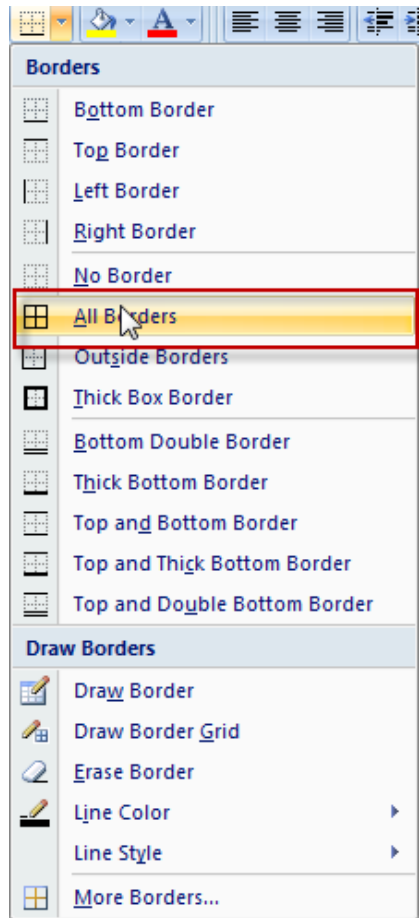 Borders
Bottom Border
Top Border
Left Border
Right Border
No Border
All Borders
Outside Borders
Thick Box Border
Bottom Double Border
Thick Bottom Border
Top and Bottom Border
Top and Thick Bottom Border
Top and Double Bottom Border
Draw Borders
Draw Border
Draw Border Grid
Erase Border
Line Color
Line Style
More Borders...